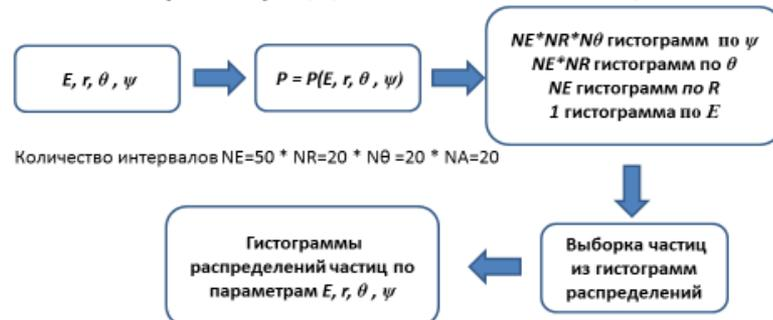 E, r, θ , ψ
P = P(E, r, θ , ψ)
NE*NR*Nθ гистограмм по ψ
NE*NR гистограмм по θ
NE гистограмм по R
1 гистограмма по E
Количество интервалов NE=50 * NR=20 * Nθ =20 * NA=20
Гистограммы
распределений частиц по
параметрам E, r, θ , ψ
Выборка частиц
из гистограмм
распределений